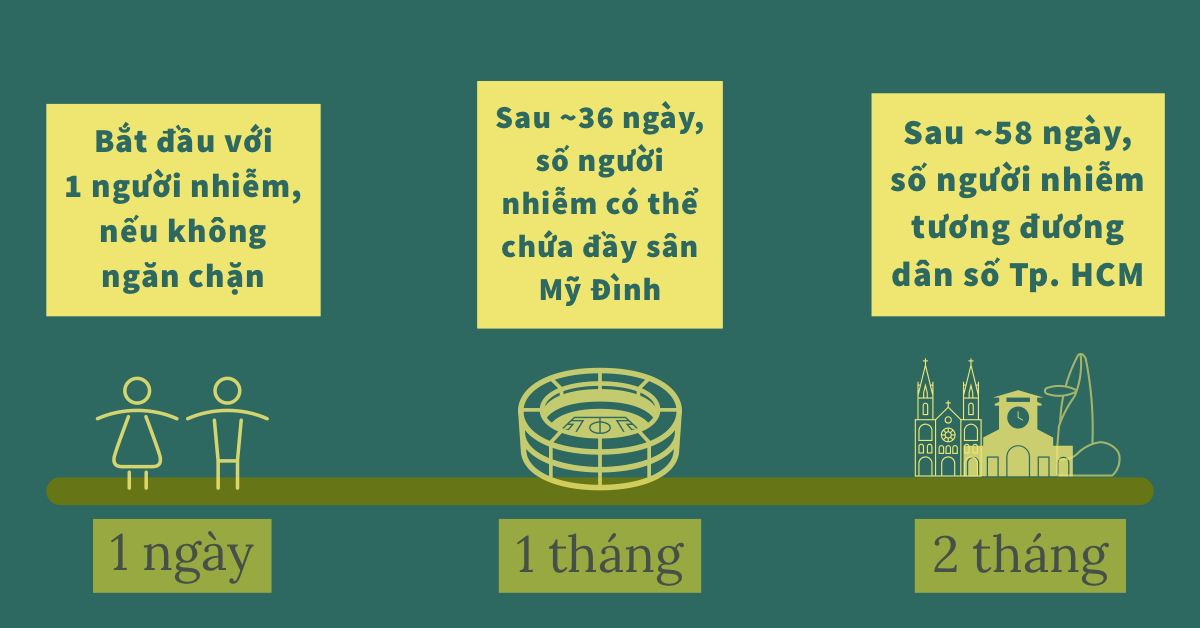 Bắt đầu với
1 người nhiễm,
nếu không
ngăn chặn
Sau ~36 ngày,
số người
nhiễm có thể
chứa đầy sân
Mỹ Đình
Sau ~58 ngày,
số người nhiễm
tương đương
dân số Tp. HCM
1 ngày
1 tháng
2 tháng